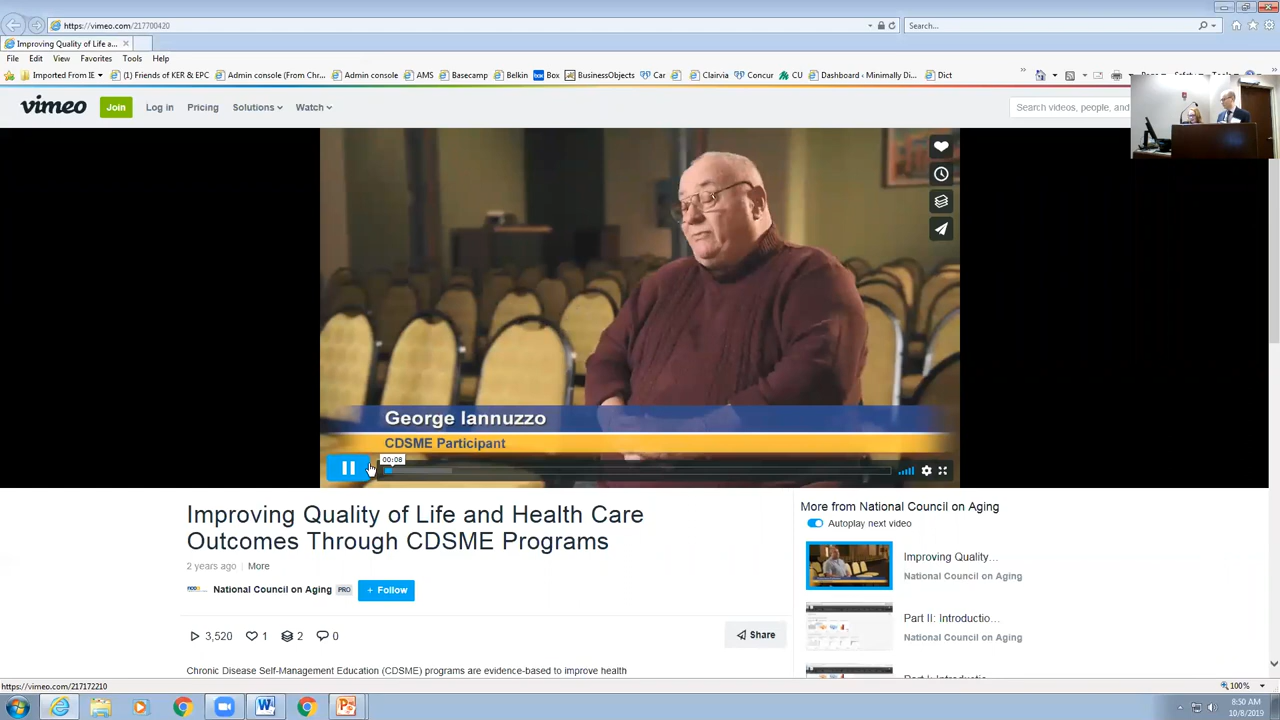 https://vimeo.com/217700420
Search...
Improving Quality of Life a...
File Edit View Favorites Tools Help
Imported From IE
(1) Friends of KER & EPC
Admin console (From Chr...
Admin console
AMS
Basecamp
Belkin
box Box
BusinessObjects
Car
Clairvia
Concur
CU
Dashboard ‹ Minimally Di...
Dict
»
vimeo
Join
Log in
Pricing
Solutions
Watch
Search videos, people, and
George Iannuzzo
CDSME Participant
00:08
Improving Quality of Life and Health Care
Outcomes Through CDSME Programs
2 years ago More
National Council on Aging PRO
+ Follow
3,520 1 2 0
Share
Chronic Disease Self-Management Education (CDSME) programs are evidence-based to improve health
More from National Council on Aging
Autoplay next video
Improving Quality...
National Council on Aging
Part II: Introductio...
National Council on Aging
https://vimeo.com/217172210
100%
8:50 AM
10/8/2019